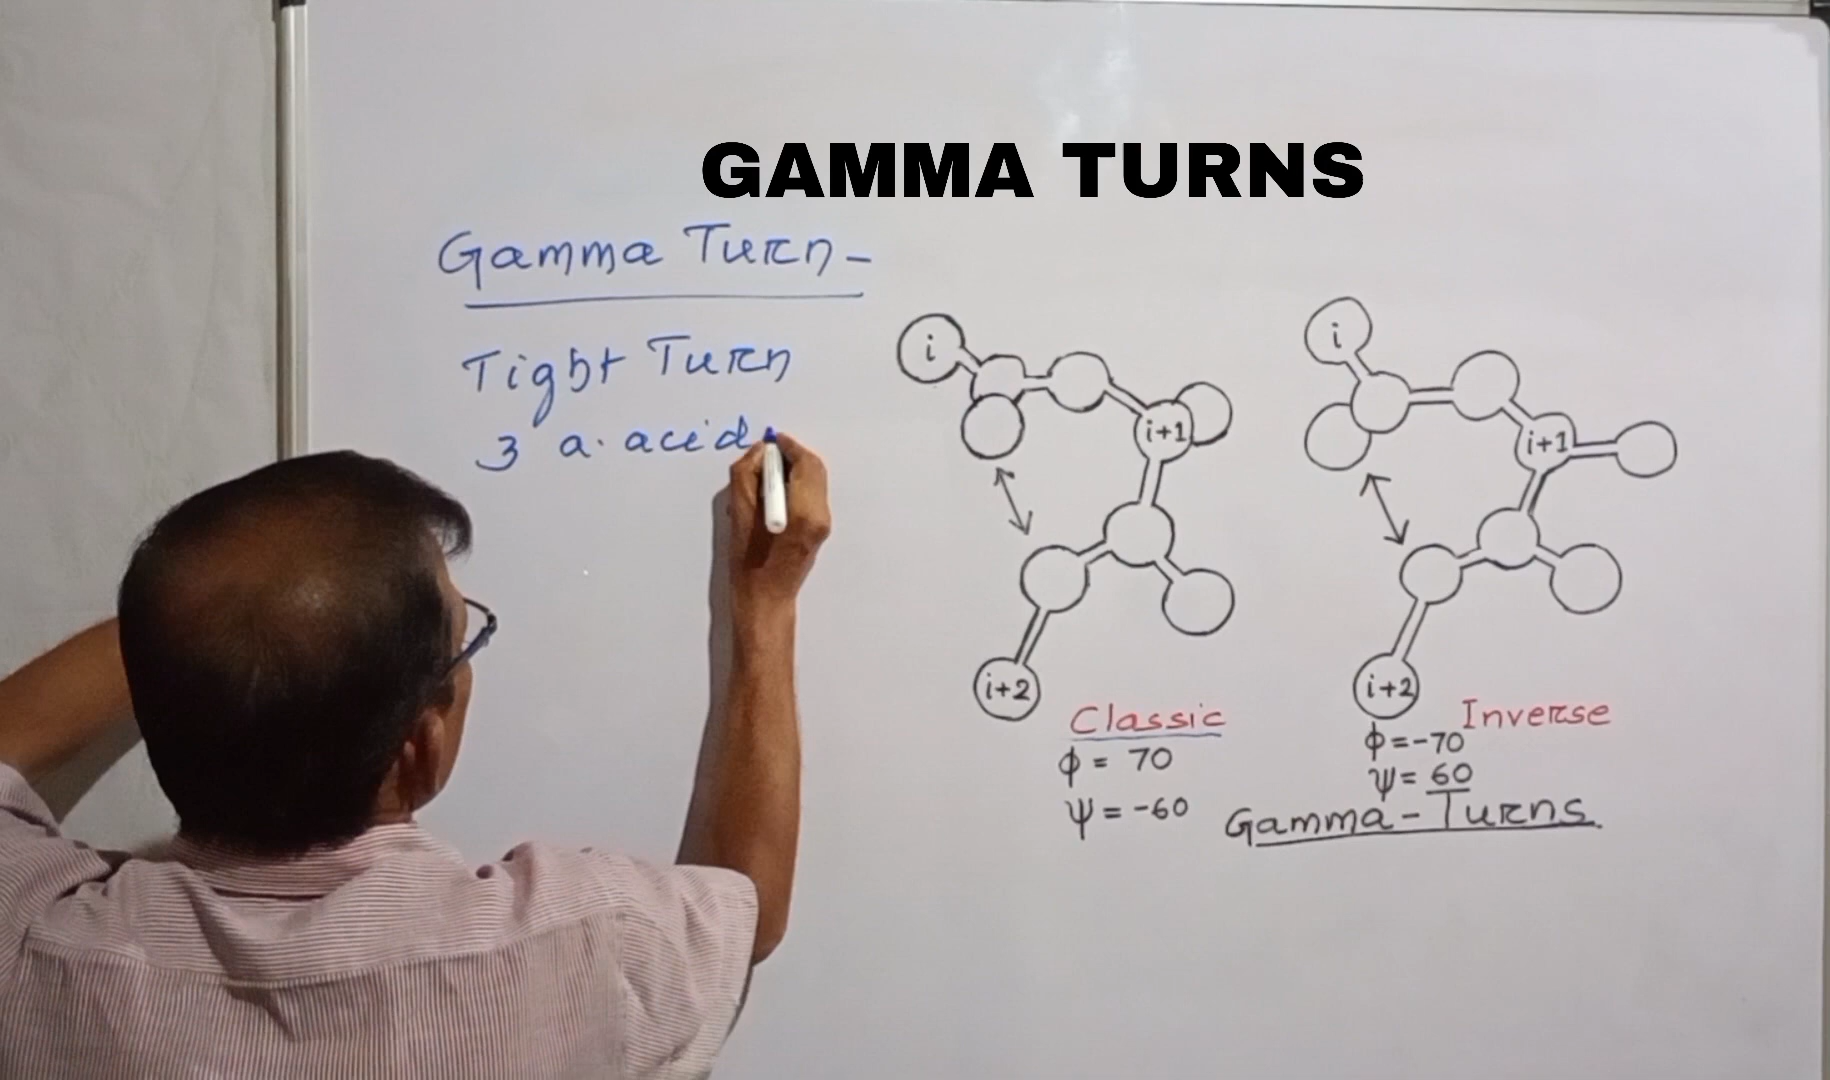 GAMMA TURNS
Gamma Turn-
Tight Turn
3 a. acid
i
i+1
i+2
Classic
ϕ = 70
ψ = -60
i
i+1
i+2
Inverse
ϕ = -70
ψ = 60
Gamma-Turns